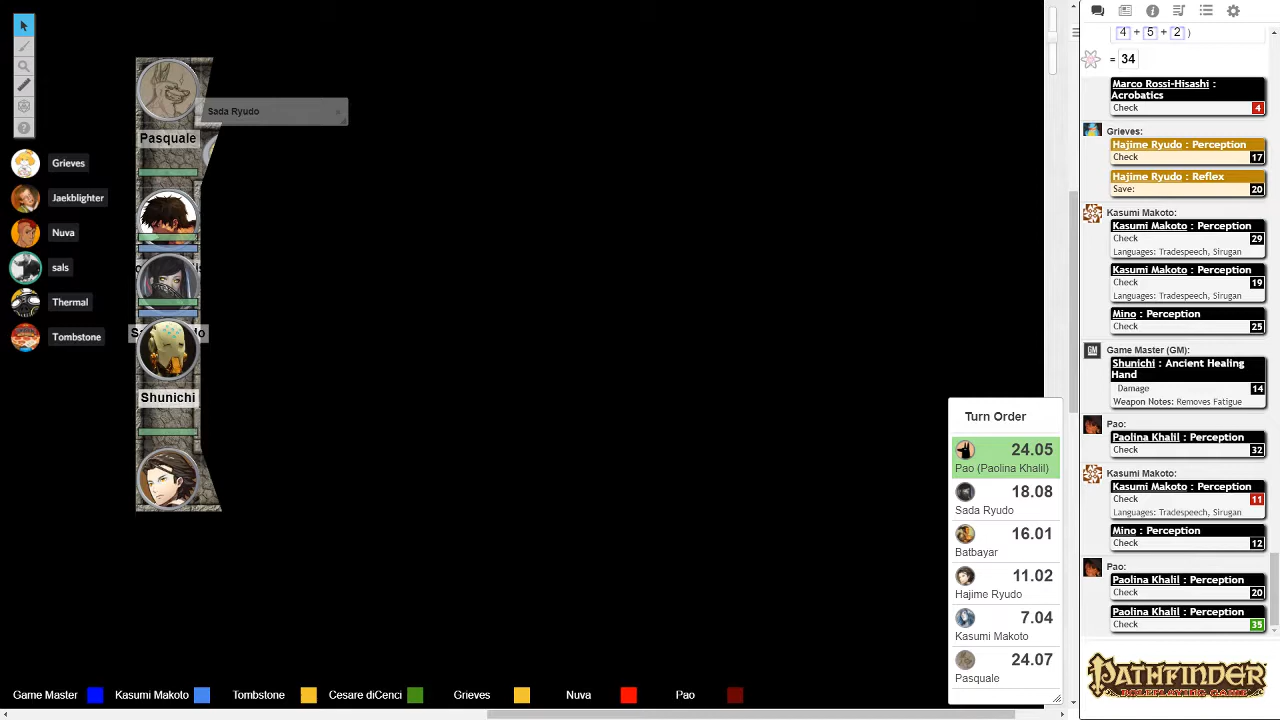 4 + 5 + 2 )
= 34
Marco Rossi-Hisashi :
Acrobatics
Check 4
Grieves:
Hajime Ryudo : Perception
Check 17
Hajime Ryudo : Reflex
Save: 20
Kasumi Makoto:
Kasumi Makoto : Perception
Check 29
Languages: Tradespeech, Sirugan
Kasumi Makoto : Perception
Check 19
Languages: Tradespeech, Sirugan
Mino : Perception
Check 25
GM
Game Master (GM):
Shunichi : Ancient Healing
Hand
Damage 14
Weapon Notes: Removes Fatigue
Pao:
Paolina Khalil : Perception
Check 32
Kasumi Makoto:
Kasumi Makoto : Perception
Check 11
Languages: Tradespeech, Sirugan
Mino : Perception
Check 12
Pao:
Paolina Khalil : Perception
Check 20
Paolina Khalil : Perception
Check 35
PATHFINDER
ROLEPLAYING GAME
Sada Ryudo
Pasquale
Shunichi
Grieves
Jaekblighter
Nuva
sals
Thermal
Tombstone
Turn Order
24.05
Pao (Paolina Khalil)
18.08
Sada Ryudo
16.01
Batbayar
11.02
Hajime Ryudo
7.04
Kasumi Makoto
24.07
Pasquale
Game Master Kasumi Makoto Tombstone Cesare diCenci Grieves Nuva Pao